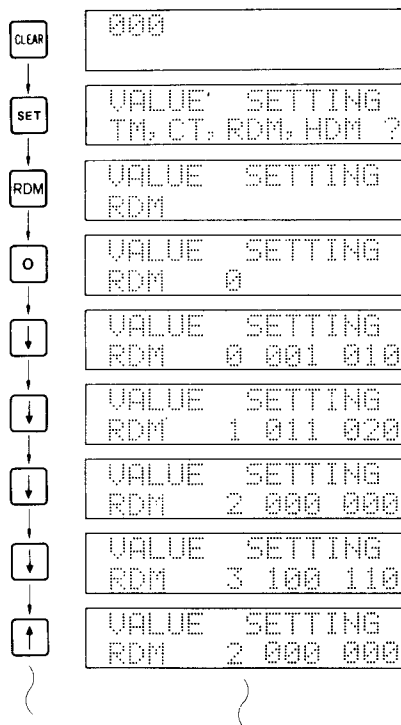 CLEAR
000
SET
VALUE SETTING
TM, CT, RDM, HDM ?
RDM
VALUE SETTING
RDM
0
VALUE SETTING
RDM 0
↓
VALUE SETTING
RDM 0 001 010
↓
VALUE SETTING
RDM 1 011 020
↓
VALUE SETTING
RDM 2 000 000
↓
VALUE SETTING
RDM 3 100 110
↑
VALUE SETTING
RDM 2 000 000